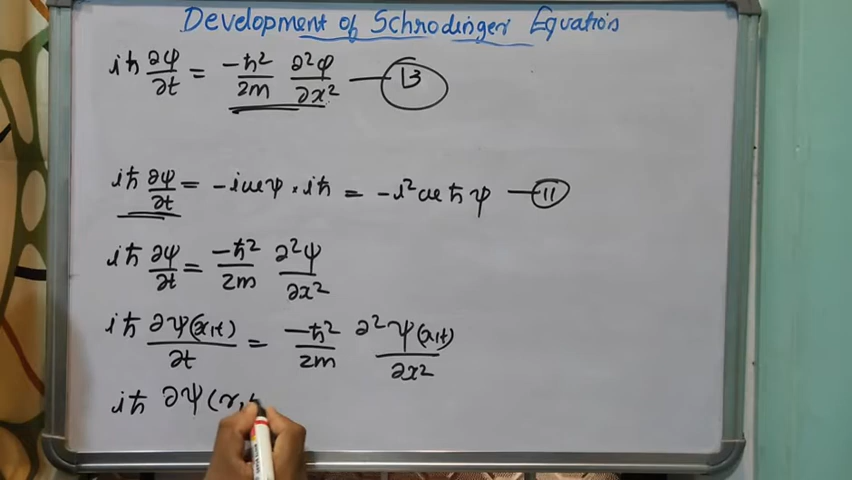 Development of Schrodinger Equation
iħ ∂ψ/∂t = -ħ²/2m ∂²ψ/∂x² — 13
iħ ∂ψ/∂t = -iωψ · iħ = -i²ωħψ — 11
iħ ∂ψ/∂t = -ħ²/2m ∂²ψ/∂x²
iħ ∂ψ(x,t)/∂t = -ħ²/2m ∂²ψ(x,t)/∂x²
iħ ∂ψ(r,